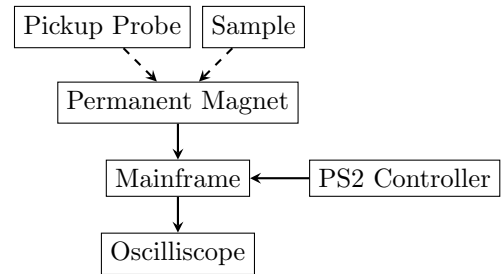 Pickup Probe
Sample
Permanent Magnet
Mainframe
PS2 Controller
Oscilliscope